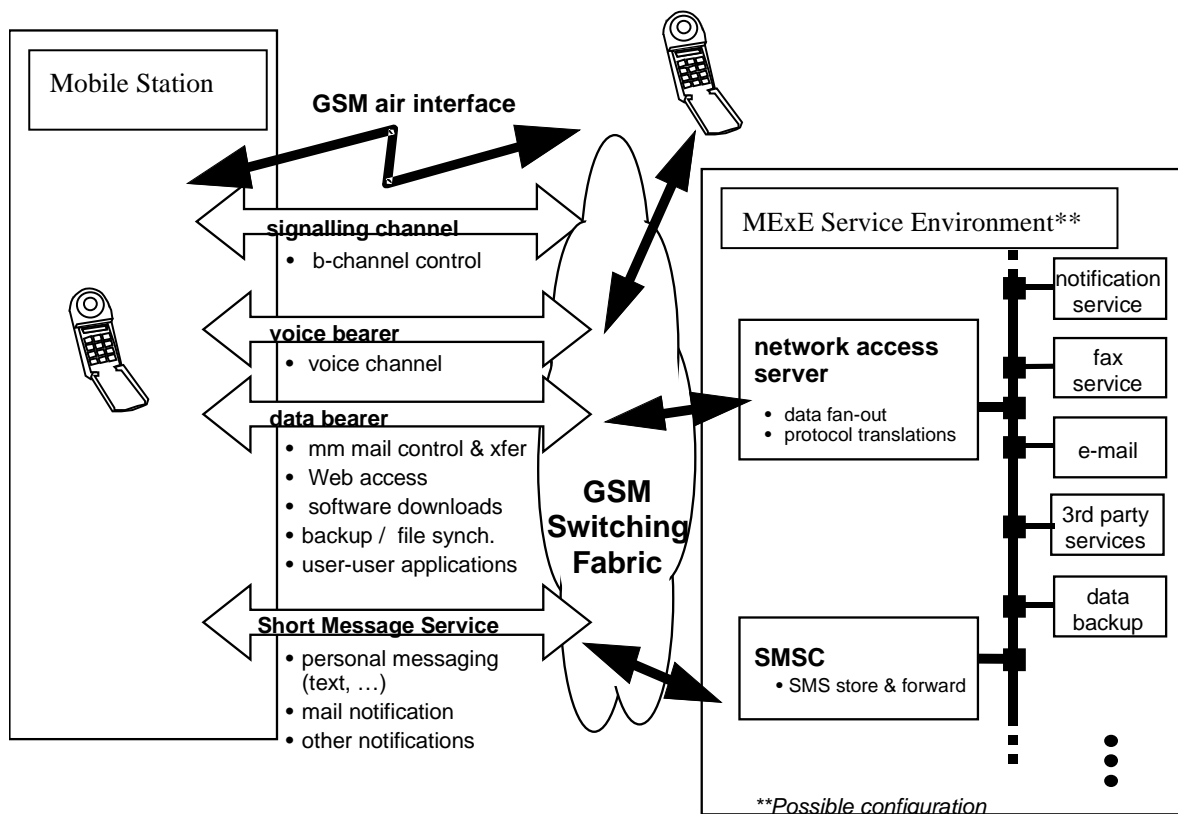 Mobile Station
GSM air interface
signalling channel
• b-channel control
voice bearer
• voice channel
data bearer
• mm mail control & xfer
• Web access
• software downloads
• backup / file synch.
• user-user applications
Short Message Service
• personal messaging
(text, …)
• mail notification
• other notifications
GSM
Switching
Fabric
MExE Service Environment**
network access
server
• data fan-out
• protocol translations
SMSC
• SMS store & forward
notification
service
fax
service
e-mail
3rd party
services
data
backup
**Possible configuration